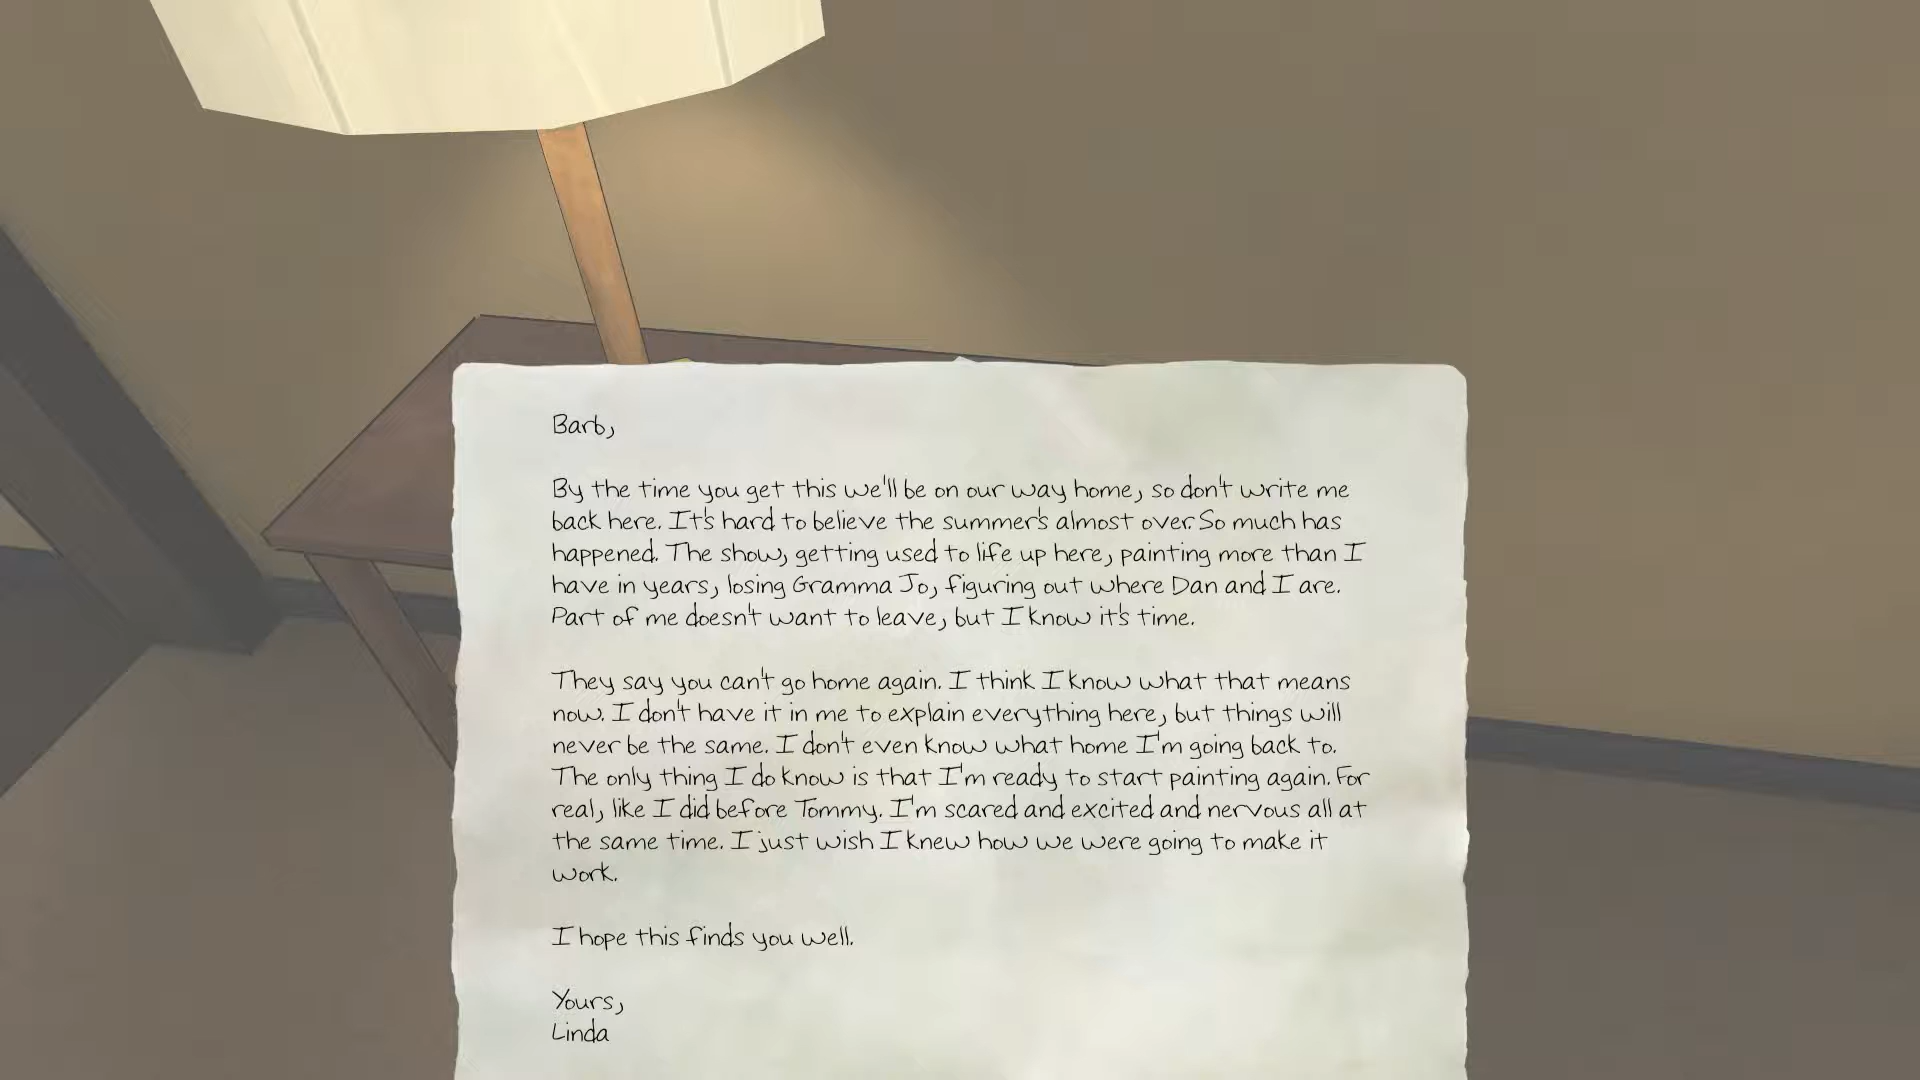 Barb,
By the time you get this we'll be on our way home, so don't write me
back here. It's hard to believe the summer's almost over. So much has
happened. The show, getting used to life up here, painting more than I
have in years, losing Gramma Jo, figuring out where Dan and I are.
Part of me doesn't want to leave, but I know it's time.
They say you can't go home again. I think I know what that means
now. I don't have it in me to explain everything here, but things will
never be the same. I don't even know what home I'm going back to.
The only thing I do know is that I'm ready to start painting again. For
real, like I did before Tommy. I'm scared and excited and nervous all at
the same time. I just wish I knew how we were going to make it
work.
I hope this finds you well.
Yours,
Linda